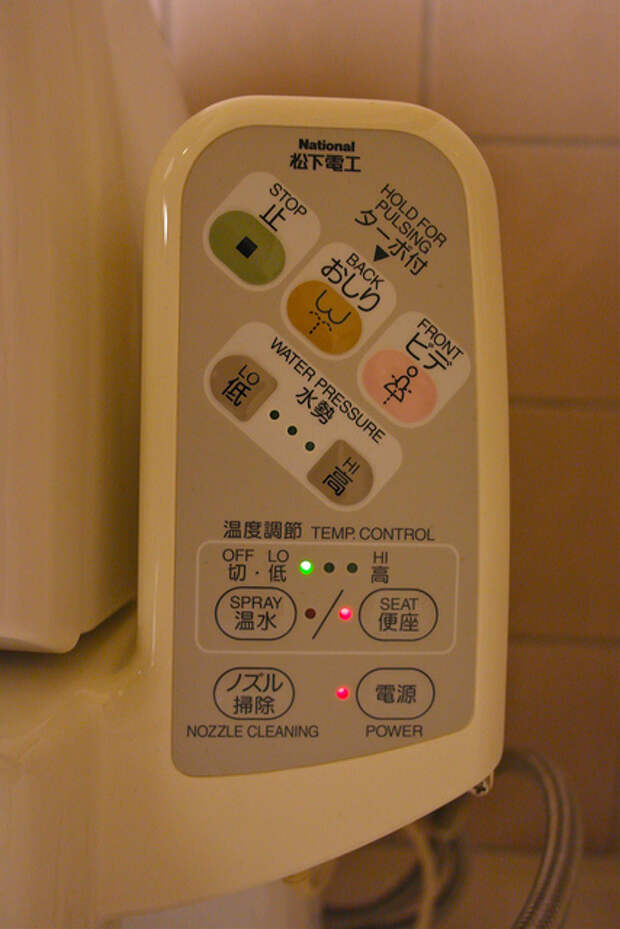 National
松下電工
STOP
止
HOLD FOR
PULSING
ターボ付
BACK
おしり
FRONT
ビデ
WATER PRESSURE
水勢
LO
低
HI
高
温度調節 TEMP. CONTROL
OFF LO HI
切・低 高
SPRAY
温水
SEAT
便座
ノズル
掃除
電源
NOZZLE CLEANING POWER